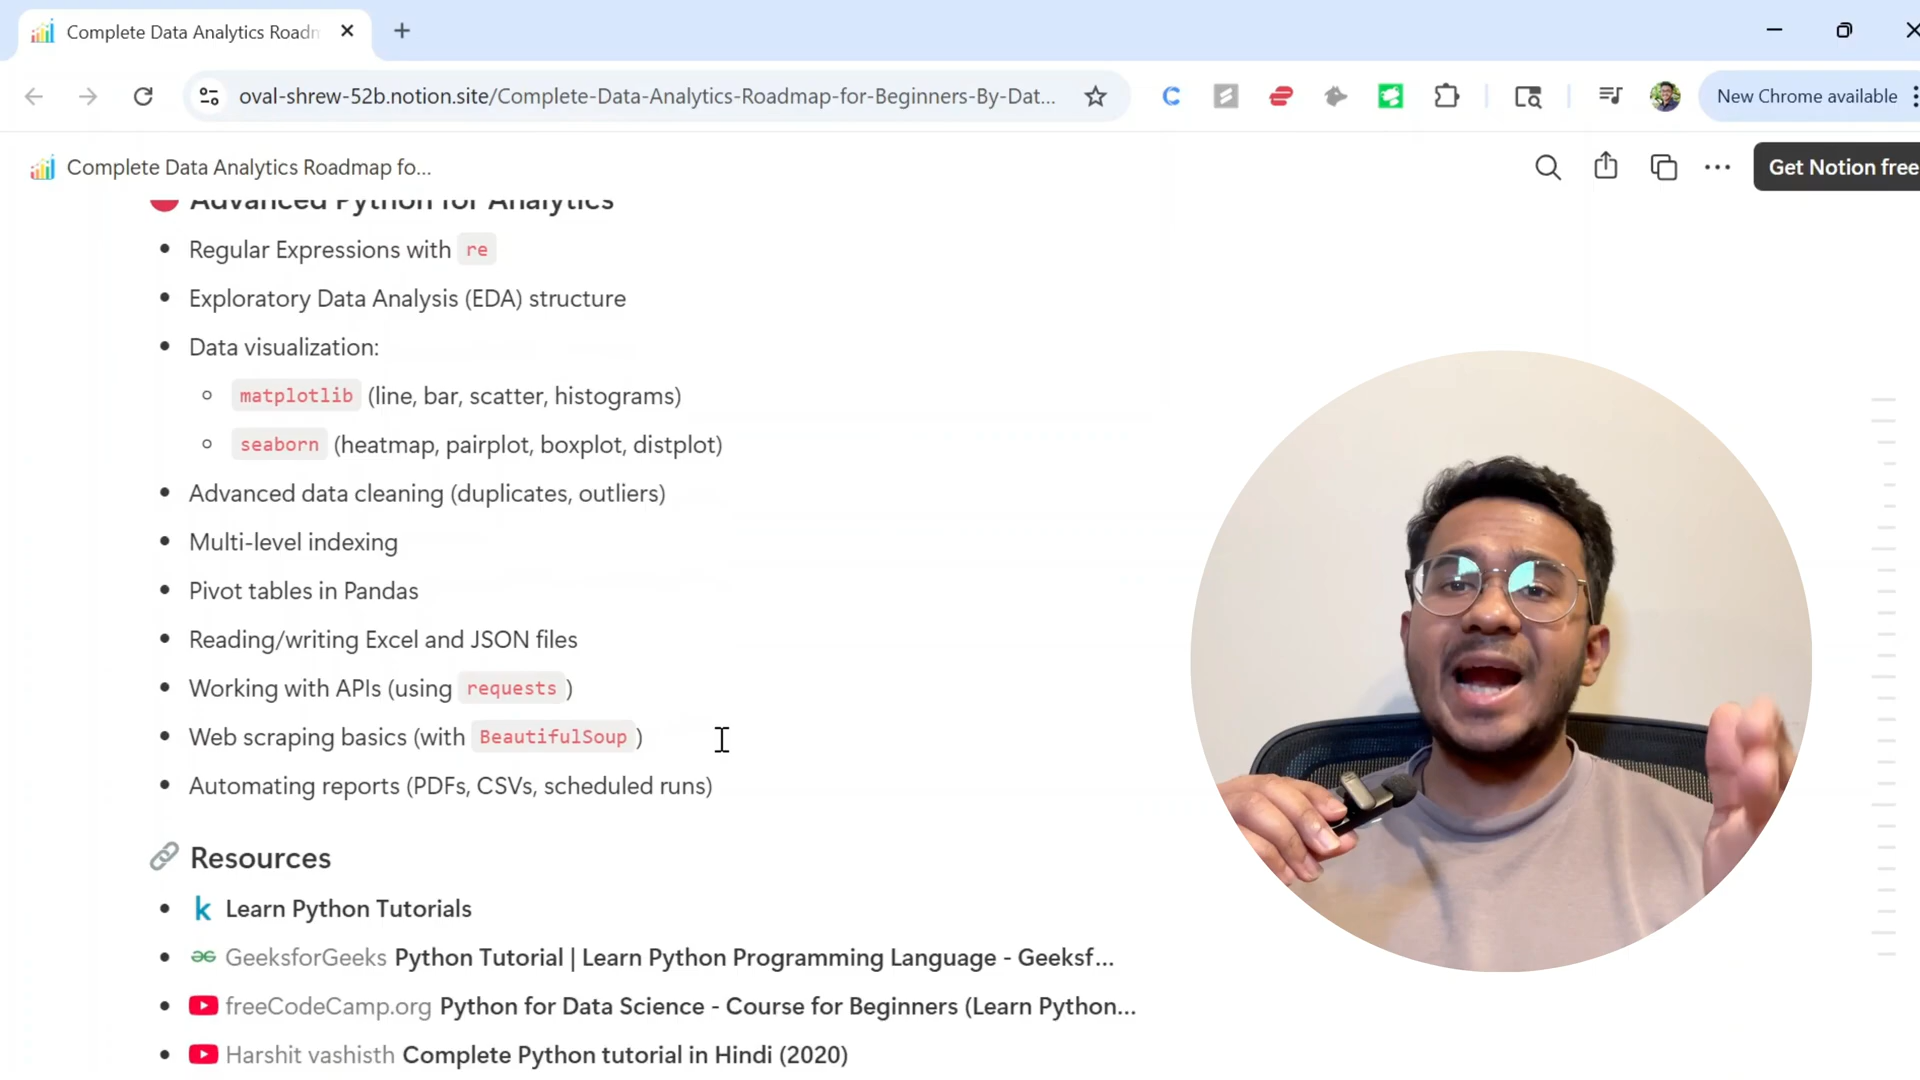 Complete Data Analytics Roadn
oval-shrew-52b.notion.site/Complete-Data-Analytics-Roadmap-for-Beginners-By-Dat...
New Chrome available
Complete Data Analytics Roadmap fo...
Get Notion free
Advanced Python for Analytics
Regular Expressions with re
Exploratory Data Analysis (EDA) structure
Data visualization:
matplotlib (line, bar, scatter, histograms)
seaborn (heatmap, pairplot, boxplot, distplot)
Advanced data cleaning (duplicates, outliers)
Multi-level indexing
Pivot tables in Pandas
Reading/writing Excel and JSON files
Working with APIs (using requests)
Web scraping basics (with BeautifulSoup)
Automating reports (PDFs, CSVs, scheduled runs)
Resources
k Learn Python Tutorials
GeeksforGeeks Python Tutorial | Learn Python Programming Language - Geeksf...
freeCodeCamp.org Python for Data Science - Course for Beginners (Learn Python...
Harshit vashisth Complete Python tutorial in Hindi (2020)